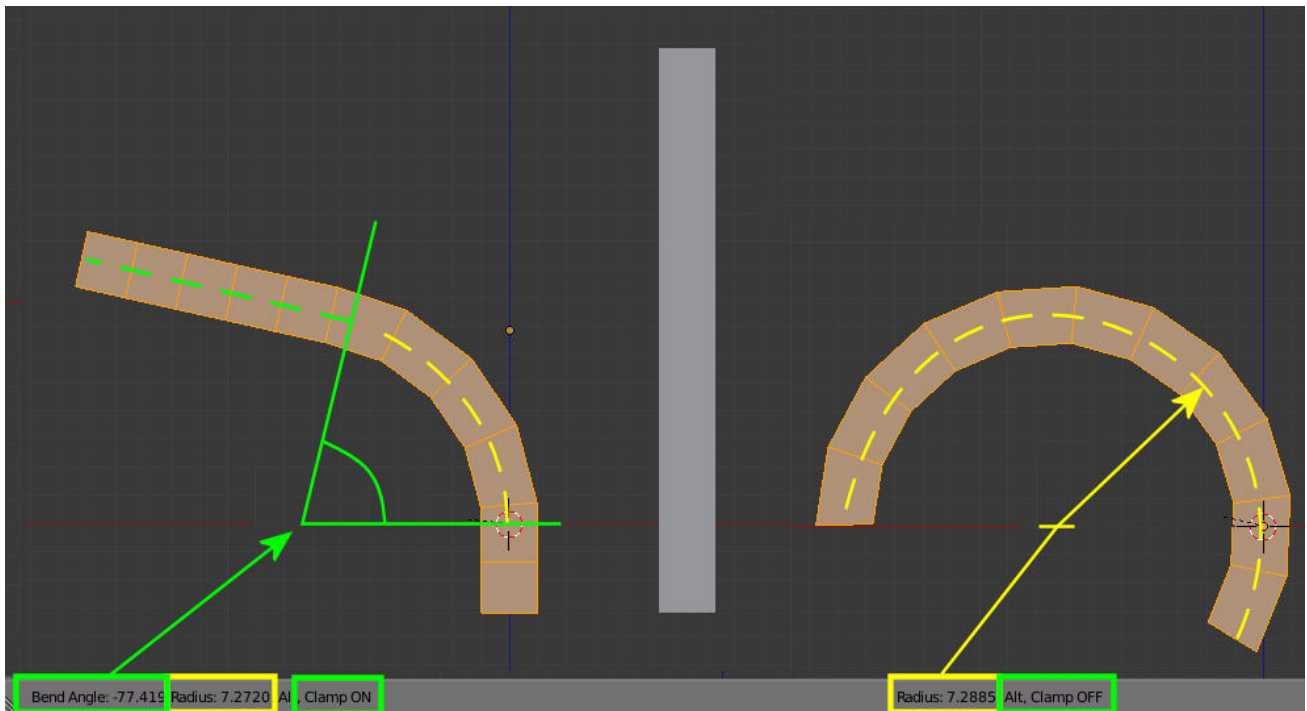 Bend Angle: -77.419 Radius: 7.2720 Alt, Clamp ON
Radius: 7.2885 Alt, Clamp OFF